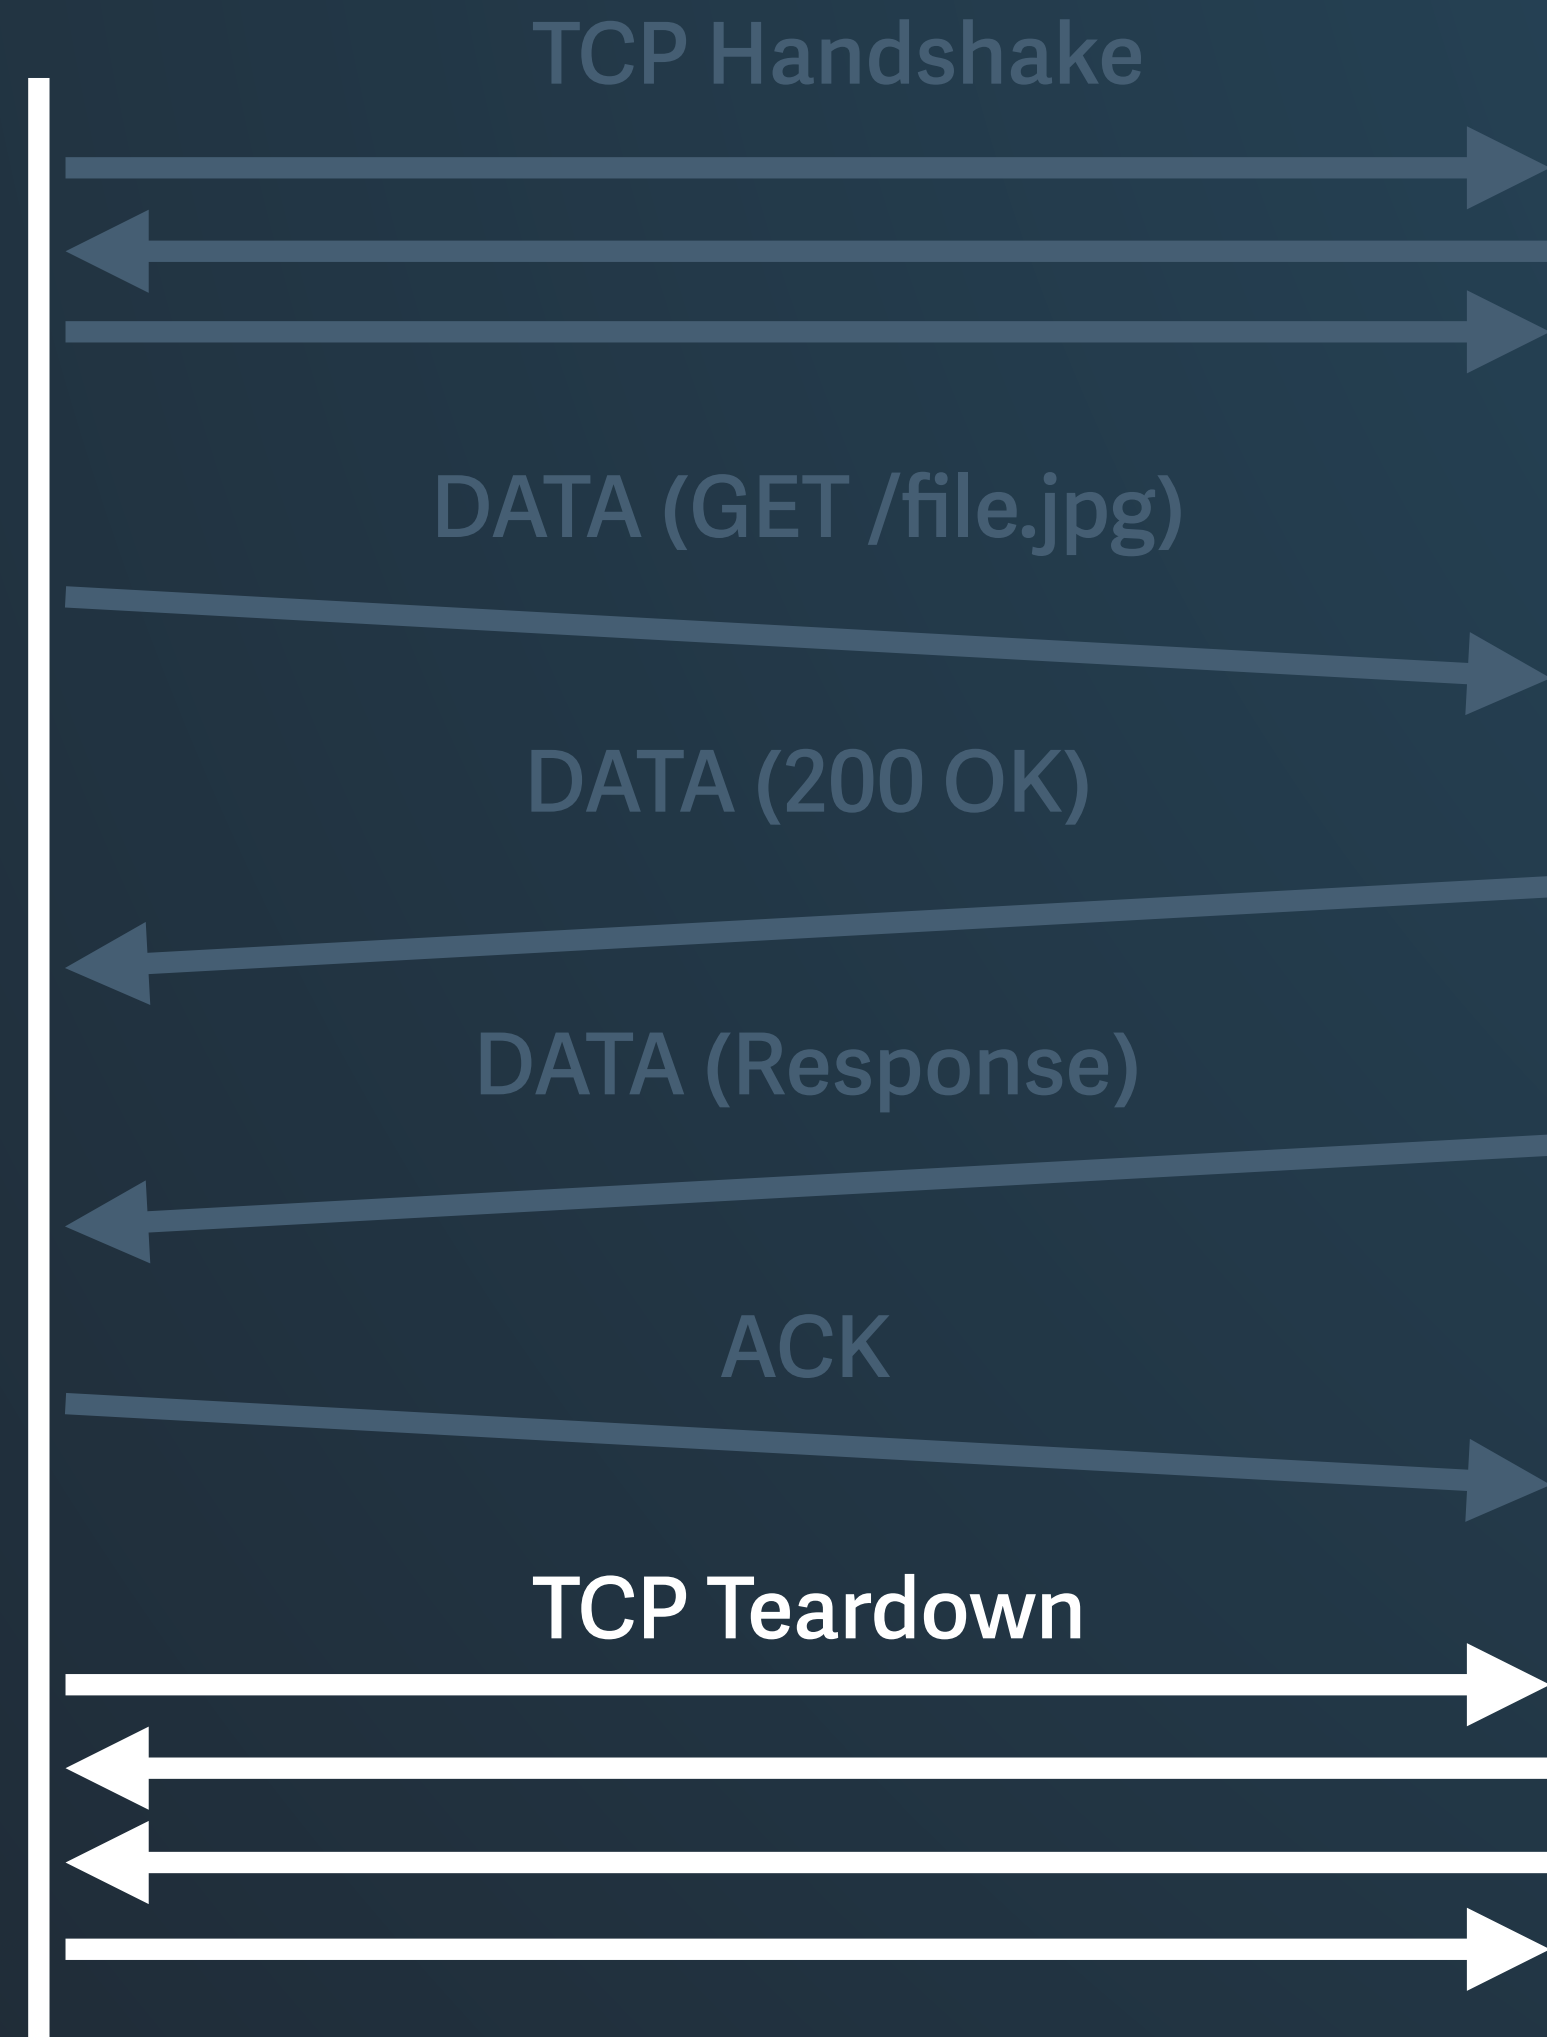 TCP Handshake
DATA (GET /file.jpg)
DATA (200 OK)
DATA (Response)
ACK
TCP Teardown